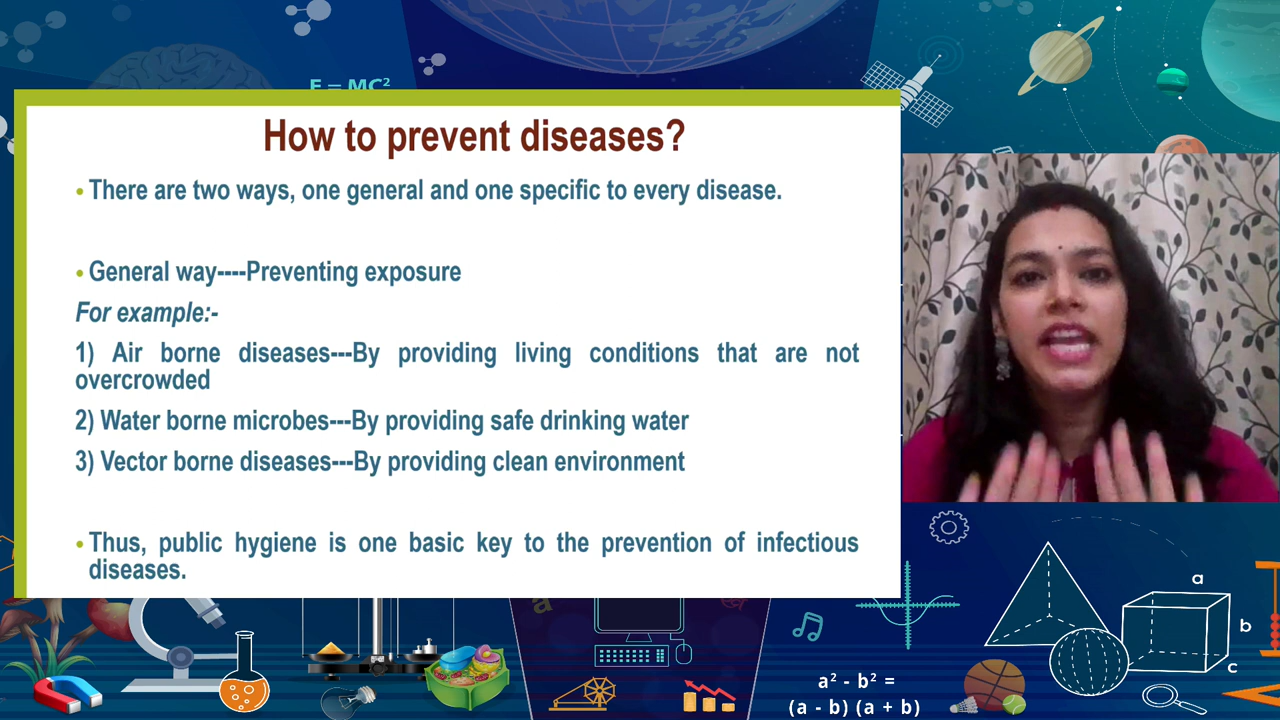 E = MC²
How to prevent diseases?
• There are two ways, one general and one specific to every disease.
• General way----Preventing exposure
For example:-
1) Air borne diseases---By providing living conditions that are not
overcrowded
2) Water borne microbes---By providing safe drinking water
3) Vector borne diseases---By providing clean environment
• Thus, public hygiene is one basic key to the prevention of infectious
diseases.
a
a
b
c
a² - b² =
(a - b) (a + b)